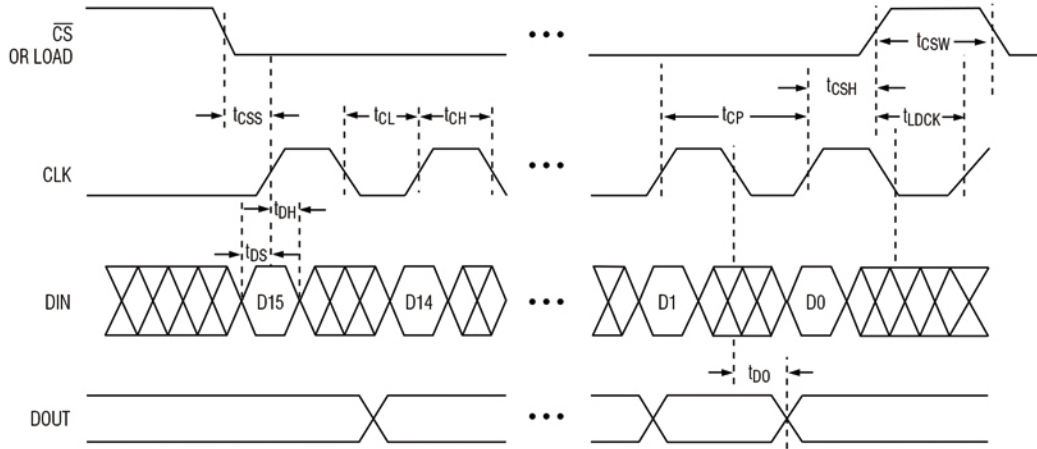 CS
OR LOAD
•••
tCSW
tCSS
tCL
tCH
tCSH
tCP
tLDCK
CLK
•••
tDH
tDS
DIN
D15
D14
•••
D1
D0
tDO
DOUT
•••